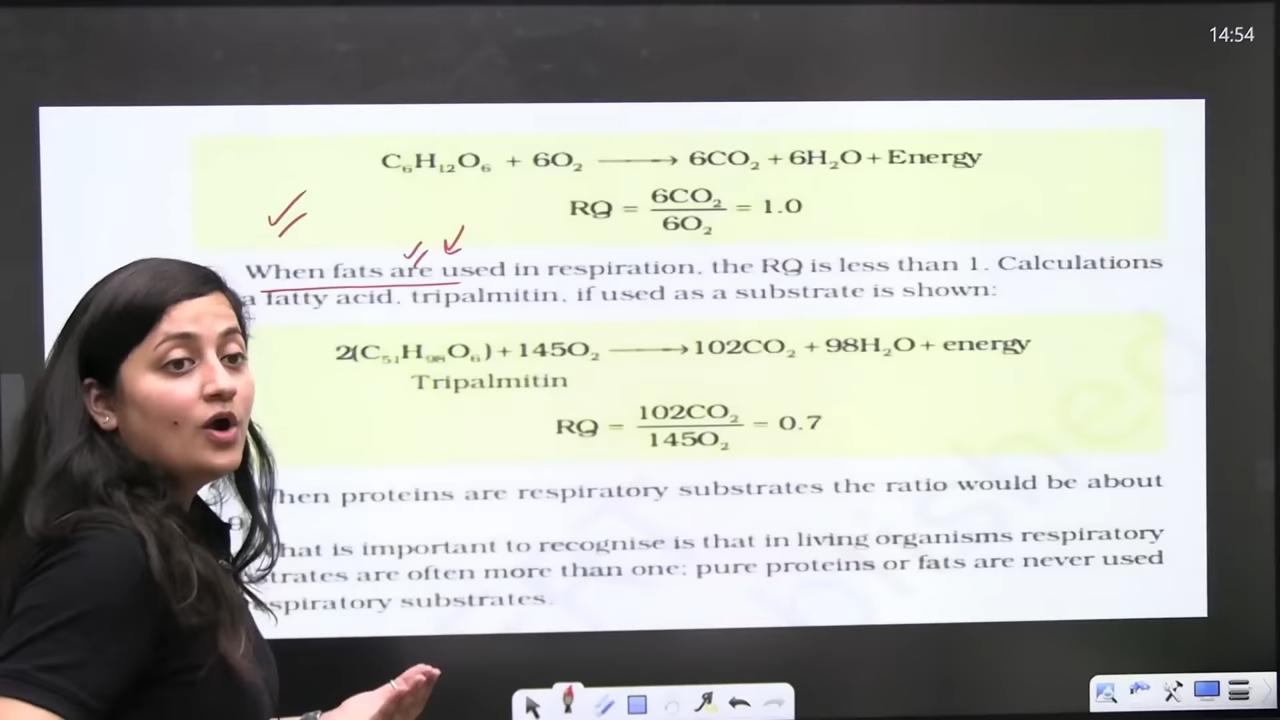 14:54
C₆H₁₂O₆ + 6O₂ ⟶ 6CO₂ + 6H₂O + Energy
RQ = 6CO₂ / 6O₂ = 1.0
When fats are used in respiration, the RQ is less than 1. Calculations
a fatty acid, tripalmitin, if used as a substrate is shown:
2(C₅₁H₉₈O₆) + 145O₂ ⟶ 102CO₂ + 98H₂O + energy
Tripalmitin
RQ = 102CO₂ / 145O₂ = 0.7
hen proteins are respiratory substrates the ratio would be about
9
hat is important to recognise is that in living organisms respiratory
strates are often more than one; pure proteins or fats are never used
spiratory substrates.